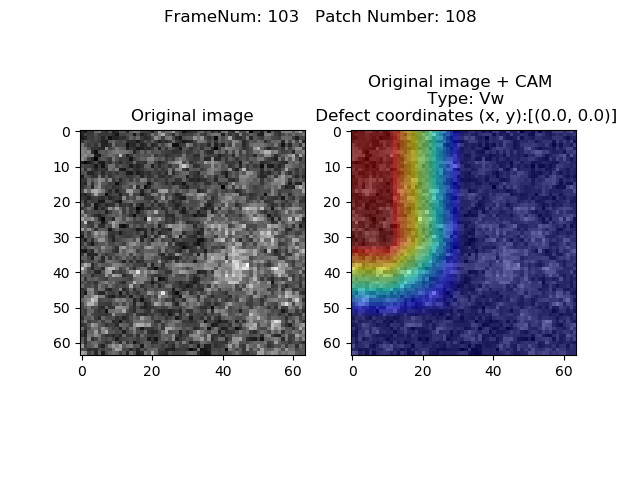 FrameNum: 103   Patch Number: 108
Original image
0
10
20
30
40
50
60
0 20 40 60
Original image + CAM
Type: Vw
Defect coordinates (x, y):[(0.0, 0.0)]
0
10
20
30
40
50
60
0 20 40 60